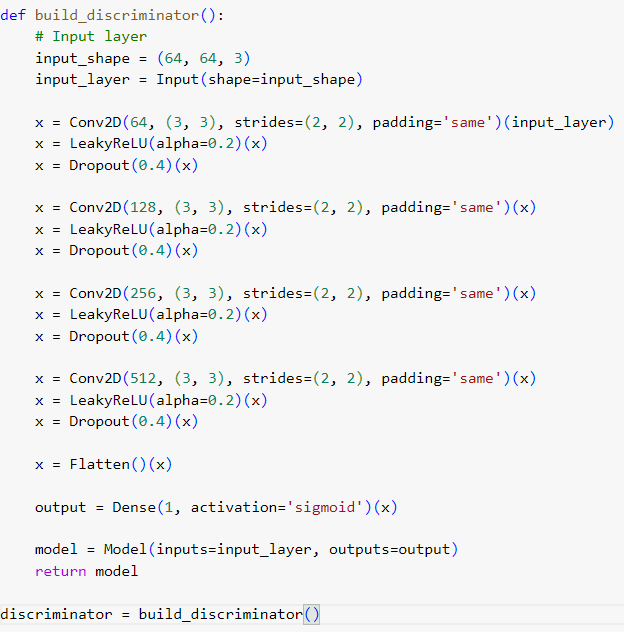 def build_discriminator():
    # Input layer
    input_shape = (64, 64, 3)
    input_layer = Input(shape=input_shape)

    x = Conv2D(64, (3, 3), strides=(2, 2), padding='same')(input_layer)
    x = LeakyReLU(alpha=0.2)(x)
    x = Dropout(0.4)(x)

    x = Conv2D(128, (3, 3), strides=(2, 2), padding='same')(x)
    x = LeakyReLU(alpha=0.2)(x)
    x = Dropout(0.4)(x)

    x = Conv2D(256, (3, 3), strides=(2, 2), padding='same')(x)
    x = LeakyReLU(alpha=0.2)(x)
    x = Dropout(0.4)(x)

    x = Conv2D(512, (3, 3), strides=(2, 2), padding='same')(x)
    x = LeakyReLU(alpha=0.2)(x)
    x = Dropout(0.4)(x)

    x = Flatten()(x)

    output = Dense(1, activation='sigmoid')(x)

    model = Model(inputs=input_layer, outputs=output)
    return model

discriminator = build_discriminator()